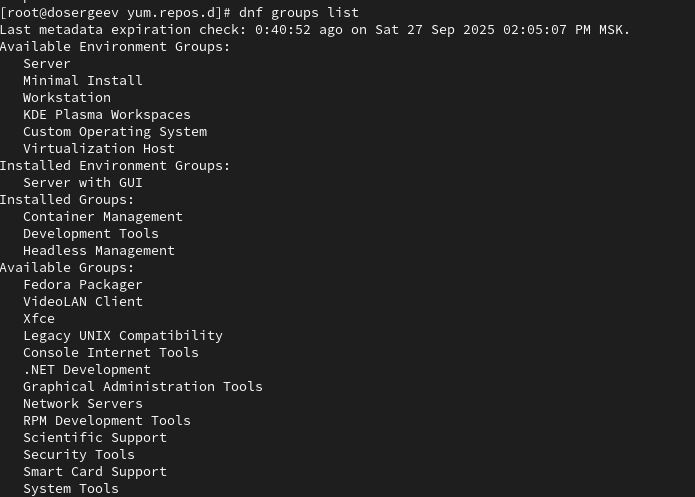 [root@dosergeev yum.repos.d]# dnf groups list
Last metadata expiration check: 0:40:52 ago on Sat 27 Sep 2025 02:05:07 PM MSK.
Available Environment Groups:
   Server
   Minimal Install
   Workstation
   KDE Plasma Workspaces
   Custom Operating System
   Virtualization Host
Installed Environment Groups:
   Server with GUI
Installed Groups:
   Container Management
   Development Tools
   Headless Management
Available Groups:
   Fedora Packager
   VideoLAN Client
   Xfce
   Legacy UNIX Compatibility
   Console Internet Tools
   .NET Development
   Graphical Administration Tools
   Network Servers
   RPM Development Tools
   Scientific Support
   Security Tools
   Smart Card Support
   System Tools